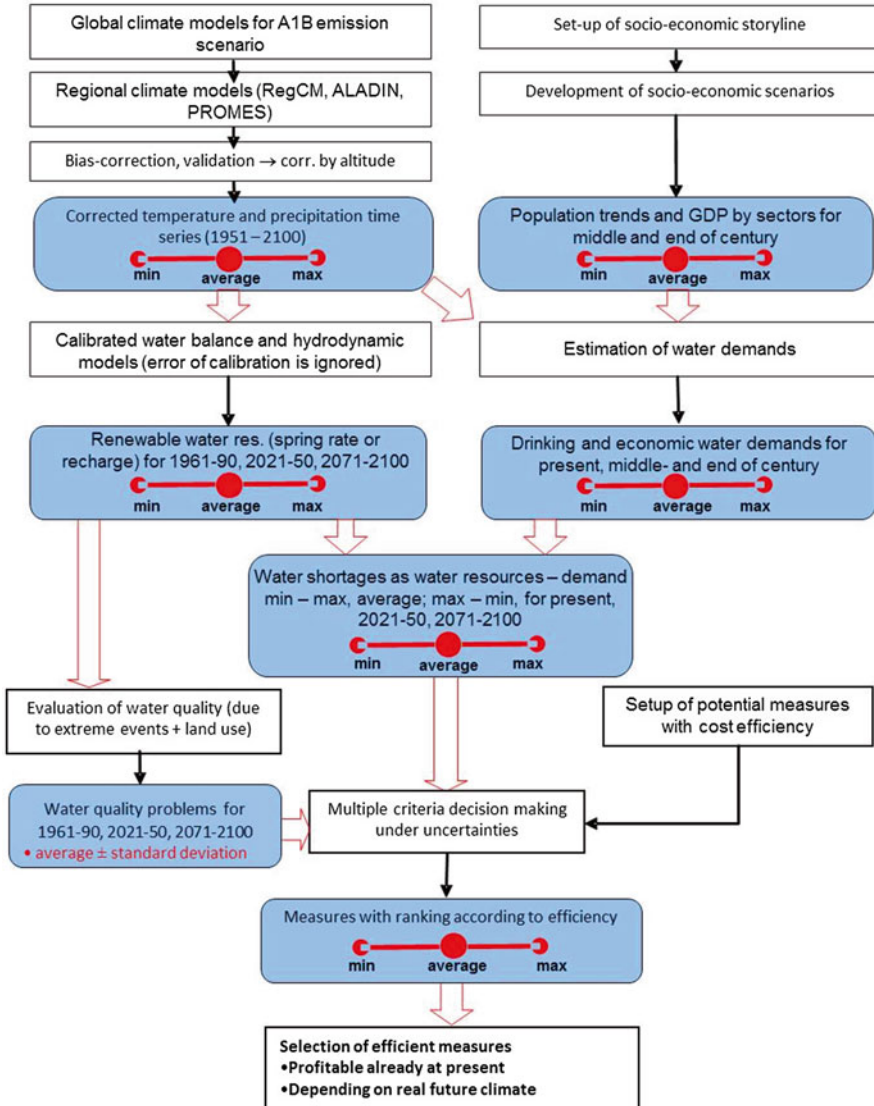 Global climate models for A1B emission
scenario
Set-up of socio-economic storyline
Regional climate models (RegCM, ALADIN,
PROMES)
Development of socio-economic scenarios
Bias-correction, validation → corr. by altitude
Corrected temperature and precipitation time
series (1951 – 2100)
min average max
Population trends and GDP by sectors for
middle and end of century
min average max
Calibrated water balance and hydrodynamic
models (error of calibration is ignored)
Estimation of water demands
Renewable water res. (spring rate or
recharge) for 1961-90, 2021-50, 2071-2100
min average max
Drinking and economic water demands for
present, middle- and end of century
min average max
Water shortages as water resources – demand
min – max, average; max – min, for present,
2021-50, 2071-2100
min average max
Evaluation of water quality (due
to extreme events + land use)
Setup of potential measures
with cost efficiency
Water quality problems for
1961-90, 2021-50, 2071-2100
• average ± standard deviation
Multiple criteria decision making
under uncertainties
Measures with ranking according to efficiency
min average max
Selection of efficient measures
•Profitable already at present
•Depending on real future climate